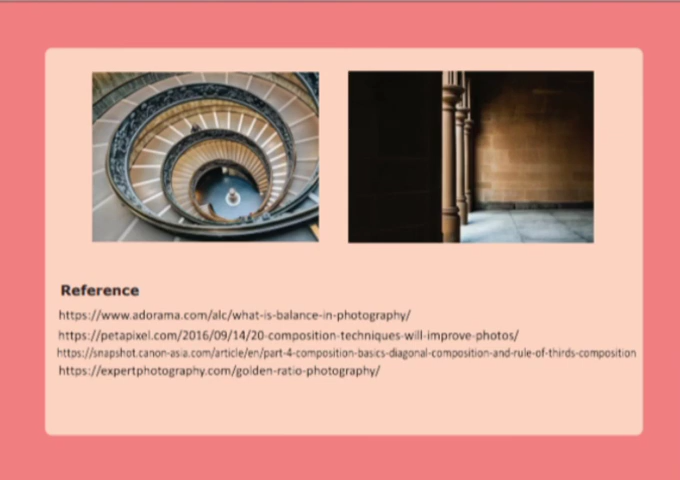 Reference
https://www.adorama.com/alc/what-is-balance-in-photography/
https://petapixel.com/2016/09/14/20-composition-techniques-will-improve-photos/
https://snapshot.canon-asia.com/article/en/part-4-composition-basics-diagonal-composition-and-rule-of-thirds-composition
https://expertphotography.com/golden-ratio-photography/